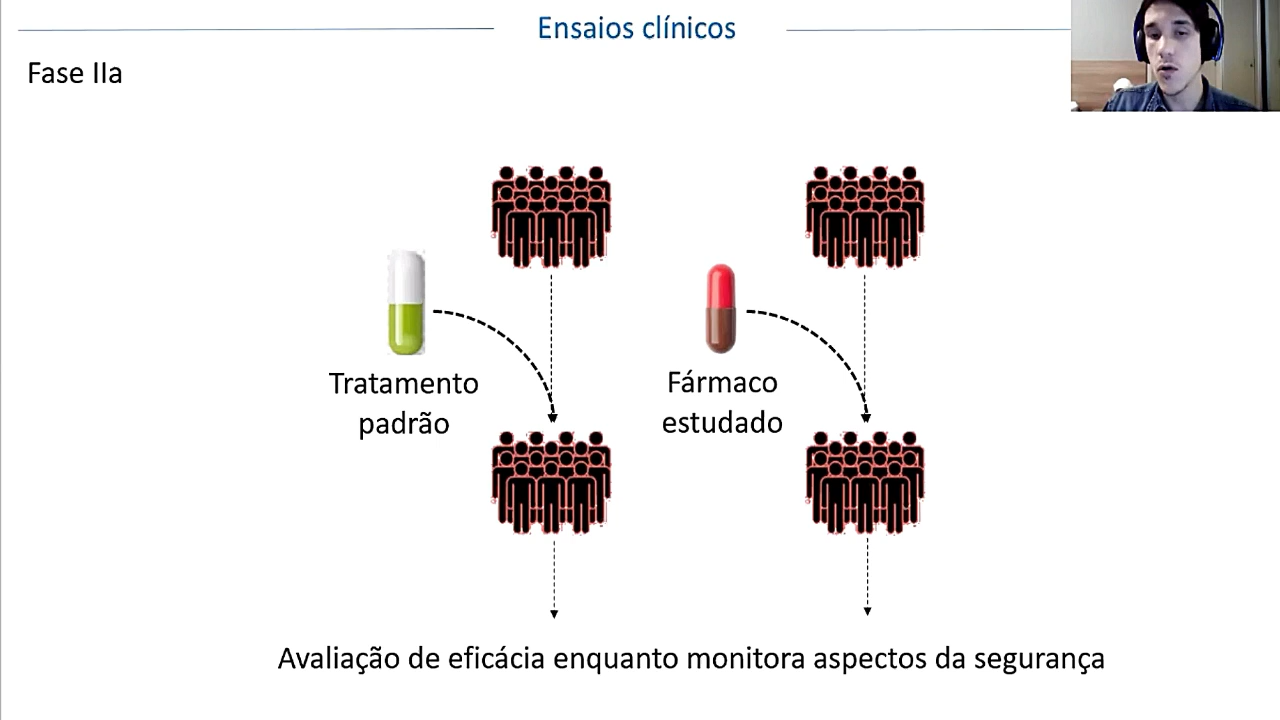 Ensaios clínicos
Fase IIa
Tratamento
padrão
Fármaco
estudado
Avaliação de eficácia enquanto monitora aspectos da segurança